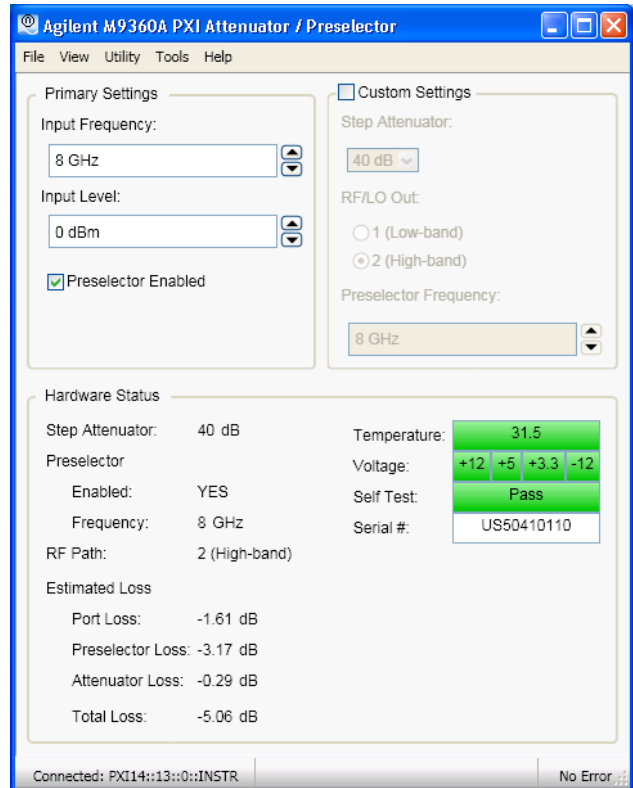 Agilent M9360A PXI Attenuator / Preselector
File View Utility Tools Help
Primary Settings
Input Frequency:
8 GHz
Input Level:
0 dBm
Preselector Enabled
Custom Settings
Step Attenuator:
40 dB
RF/LO Out:
1 (Low-band)
2 (High-band)
Preselector Frequency:
8 GHz
Hardware Status
Step Attenuator: 40 dB
Preselector
Enabled: YES
Frequency: 8 GHz
RF Path: 2 (High-band)
Estimated Loss
Port Loss: -1.61 dB
Preselector Loss: -3.17 dB
Attenuator Loss: -0.29 dB
Total Loss: -5.06 dB
Temperature: 31.5
Voltage: +12 +5 +3.3 -12
Self Test: Pass
Serial #: US50410110
Connected: PXI14::13::0::INSTR
No Error